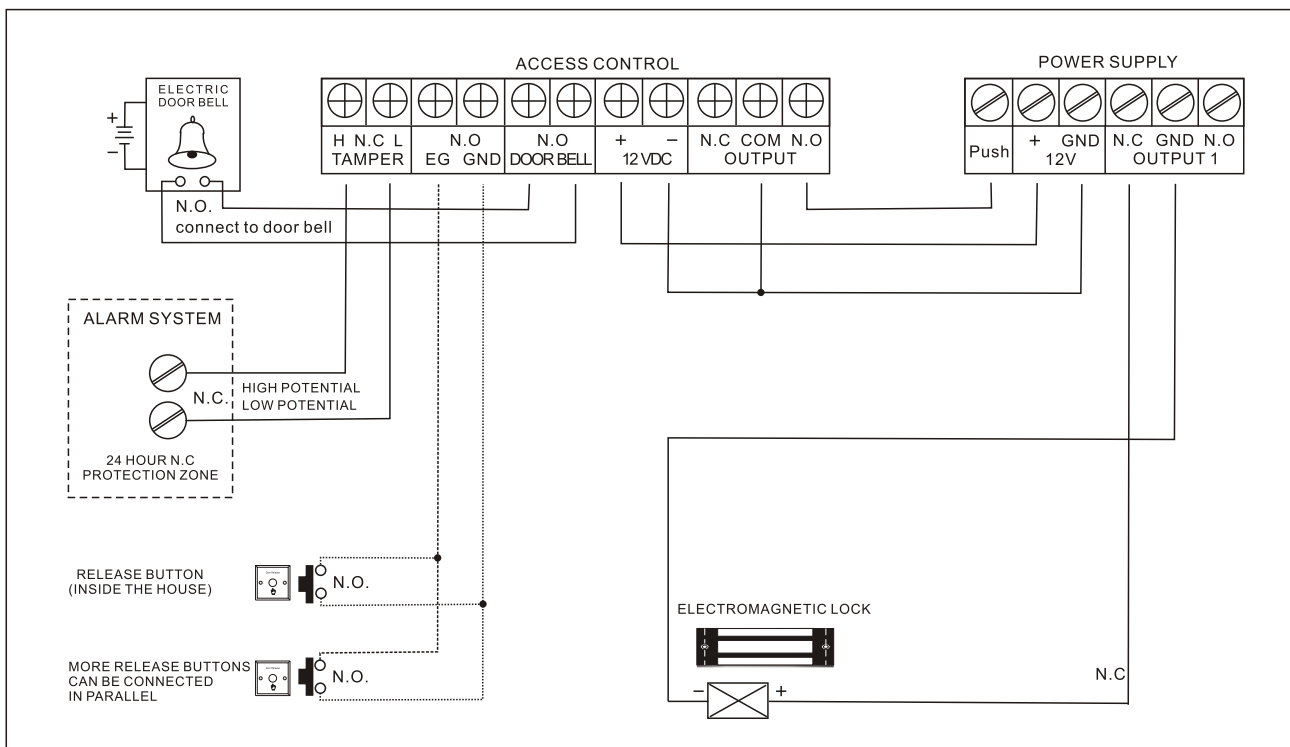 ACCESS CONTROL
POWER SUPPLY
ELECTRIC
DOOR BELL
+
−
H N.C L
TAMPER
N.O
EG GND
N.O
DOOR BELL
+ −
12 VDC
N.C COM N.O
OUTPUT
Push
+ GND
12V
N.C GND N.O
OUTPUT 1
N.O.
connect to door bell
ALARM SYSTEM
N.C.
HIGH POTENTIAL
LOW POTENTIAL
24 HOUR N.C
PROTECTION ZONE
RELEASE BUTTON
(INSIDE THE HOUSE)
N.O.
MORE RELEASE BUTTONS
CAN BE CONNECTED
IN PARALLEL
N.O.
ELECTROMAGNETIC LOCK
− +
N.C